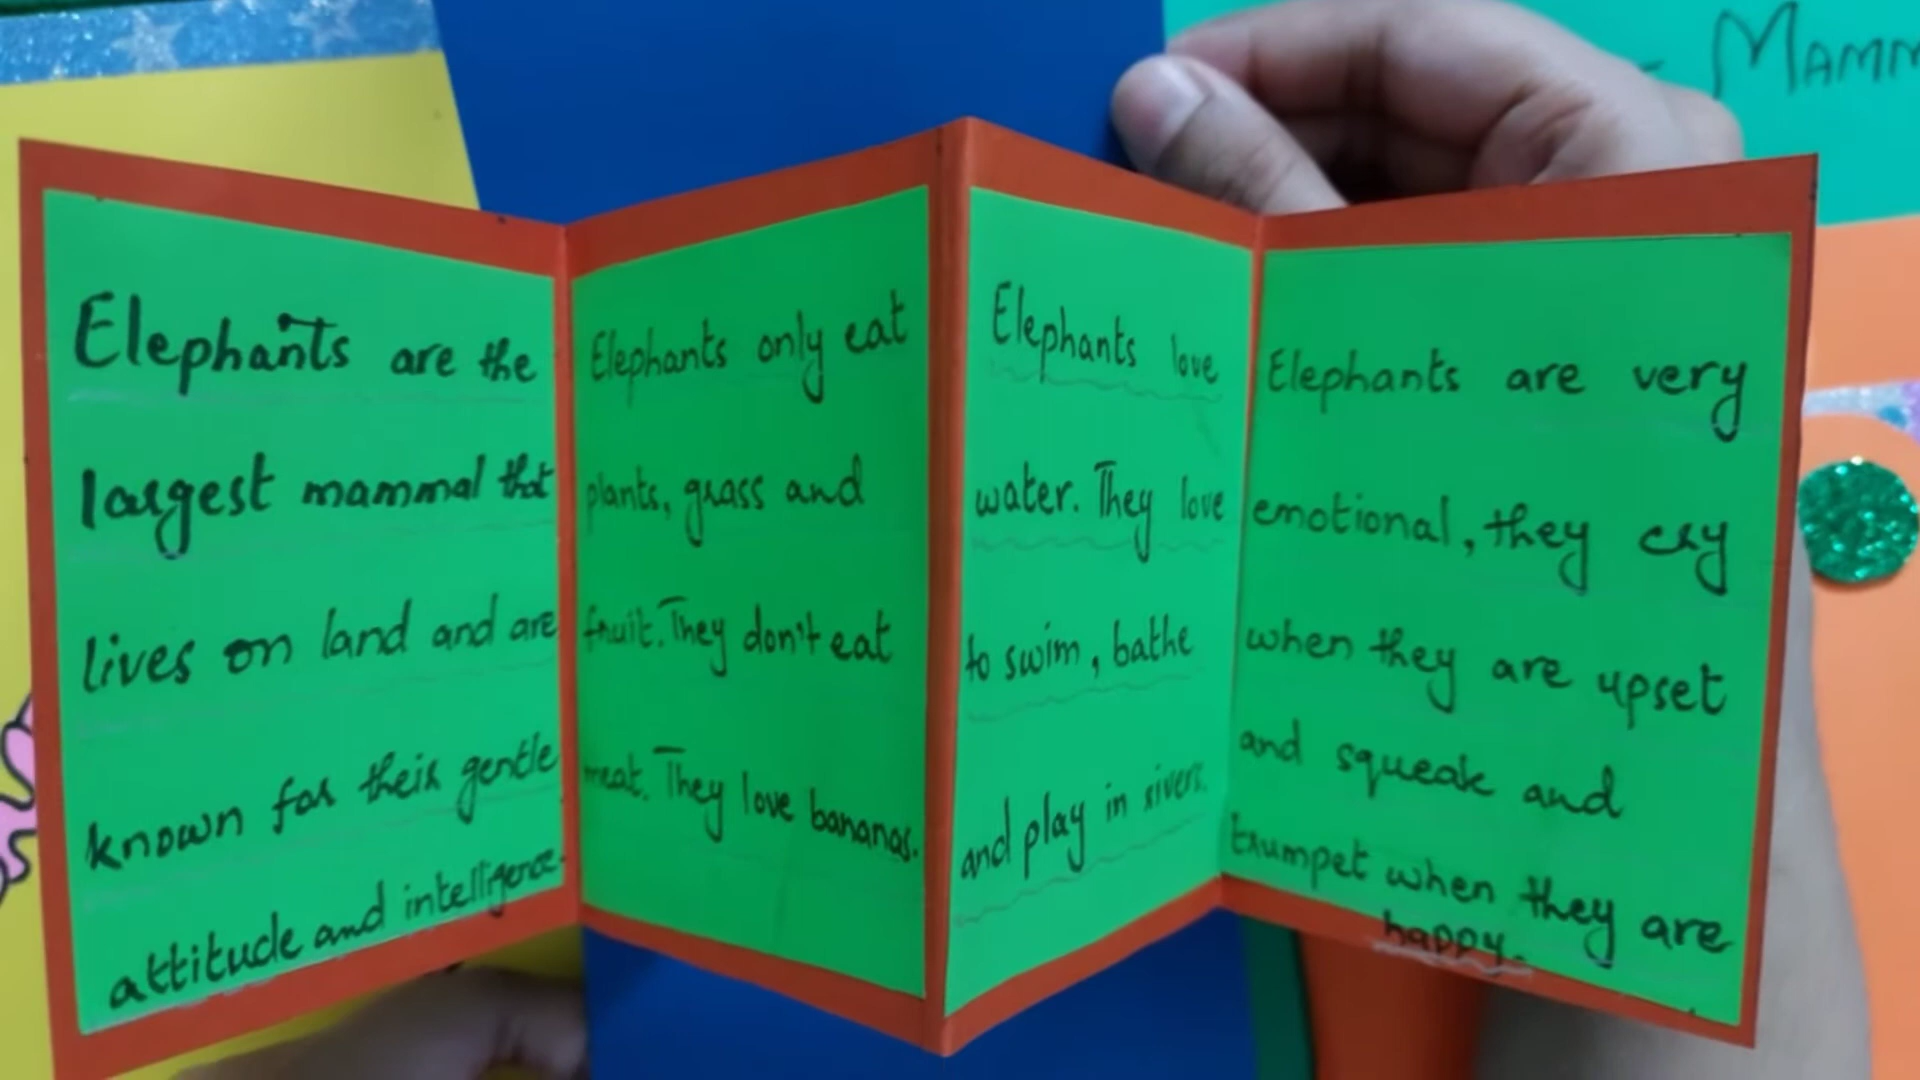 - MAMM
Elephants are the
largest mammal that
lives on land and are
known for their gentle
attitude and intelligence.
Elephants only eat
plants, grass and
fruit. They don't eat
meat. They love bananas.
Elephants love
water. They love
to swim, bathe
and play in rivers.
Elephants are very
emotional, they cry
when they are upset
and squeak and
trumpet when they are
happy.